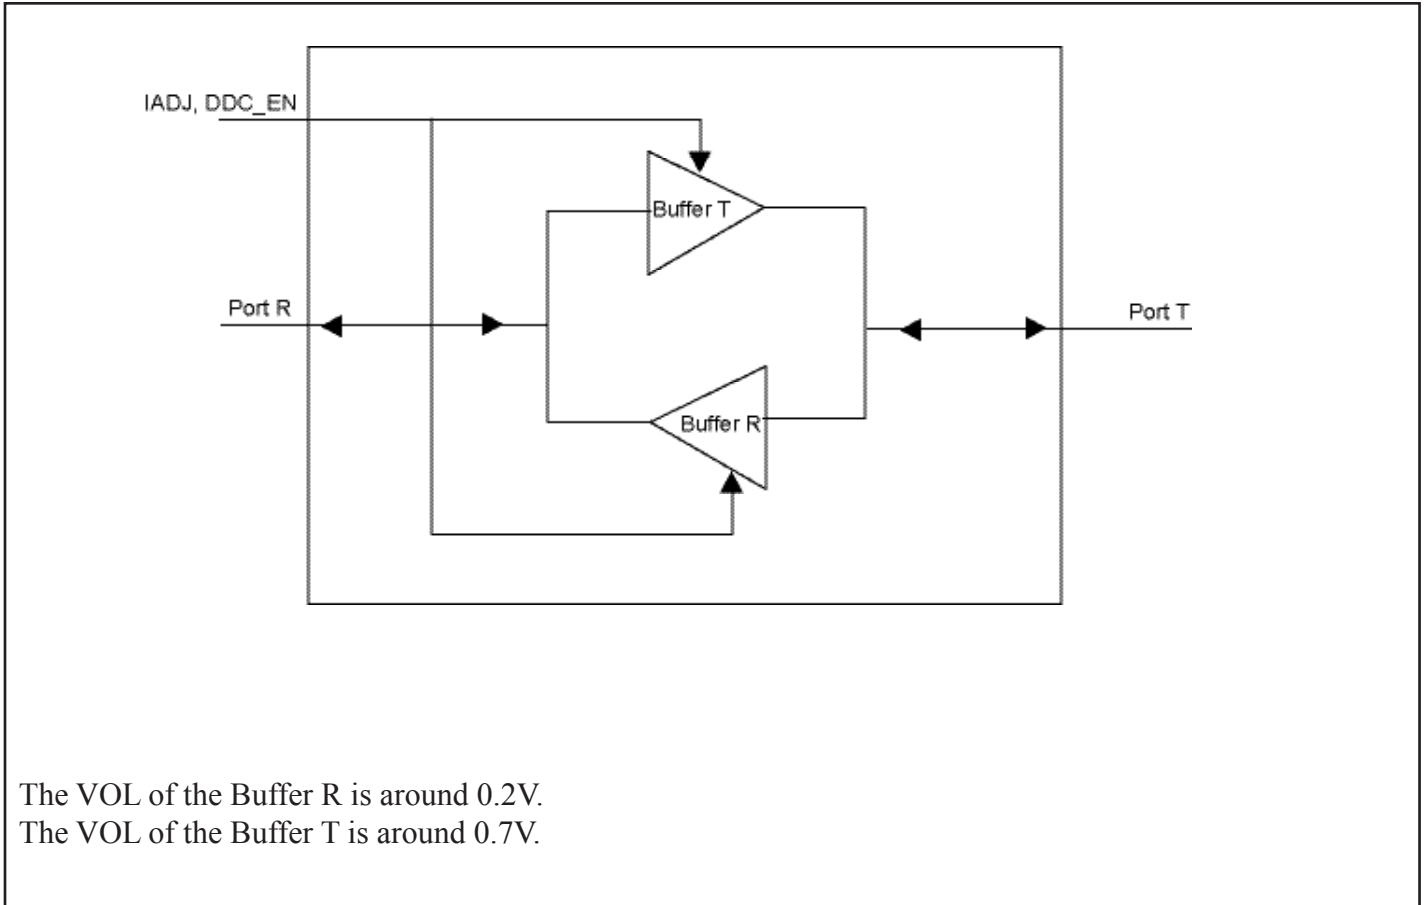 IADJ, DDC_EN
Buffer T
Port R
Port T
Buffer R
The VOL of the Buffer R is around 0.2V.
The VOL of the Buffer T is around 0.7V.